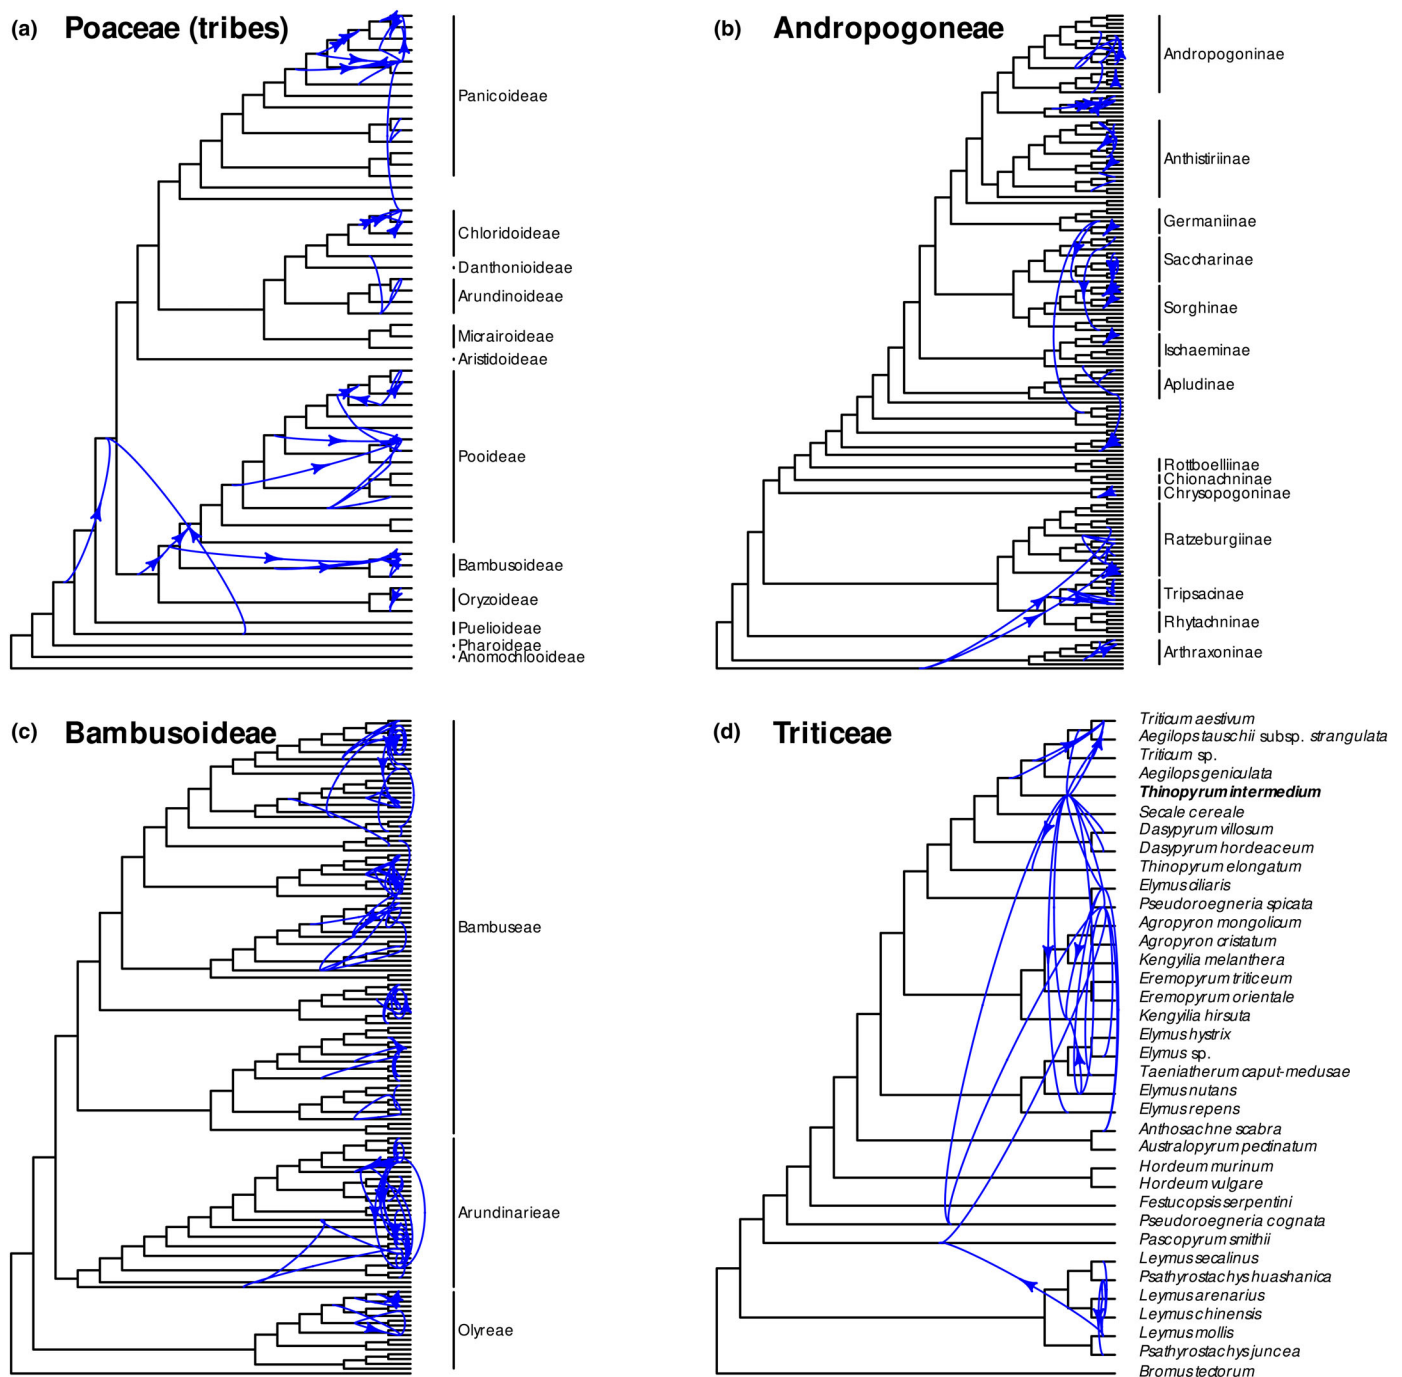 (a) Poaceae (tribes)
Panicoideae
Chloridoideae
Danthonioideae
Arundinoideae
Micrairoideae
Aristidoideae
Pooideae
Bambusoideae
Oryzoideae
Puelioideae
Pharoideae
Anomochlooideae
(b) Andropogoneae
Andropogoninae
Anthistiriinae
Germaniinae
Saccharinae
Sorghinae
Ischaeminae
Apludinae
Rottboelliinae
Chionachninae
Chrysopogoninae
Ratzeburgiinae
Tripsacinae
Rhytachninae
Arthraxoninae
(c) Bambusoideae
Bambuseae
Arundinarieae
Olyreae
(d) Triticeae
Triticum aestivum
Aegilops tauschii subsp. strangulata
Triticum sp.
Aegilops geniculata
Thinopyrum intermedium
Secale cereale
Dasypyrum villosum
Dasypyrum hordeaceum
Thinopyrum elongatum
Elymus ciliaris
Pseudoroegneria spicata
Agropyron mongolicum
Agropyron cristatum
Kengyilia melanthera
Eremopyrum triticeum
Eremopyrum orientale
Kengyilia hirsuta
Elymus hystrix
Elymus sp.
Taeniatherum caput-medusae
Elymus nutans
Elymus repens
Anthosachne scabra
Australopyrum pectinatum
Hordeum murinum
Hordeum vulgare
Festucopsis serpentini
Pseudoroegneria cognata
Pascopyrum smithii
Leymus secalinus
Psathyrostachys huashanica
Leymus arenarius
Leymus chinensis
Leymus mollis
Psathyrostachys juncea
Bromus tectorum